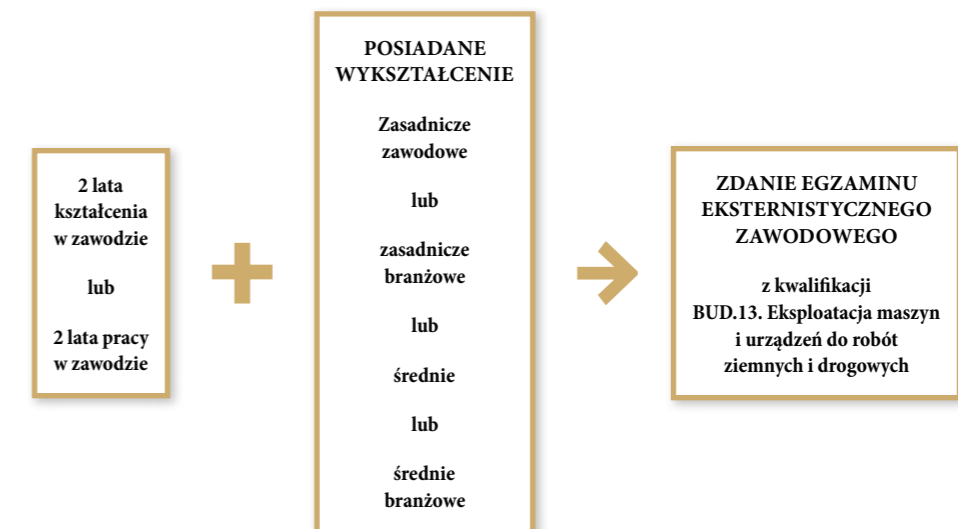 2 lata
kształcenia
w zawodzie
lub
2 lata pracy
w zawodzie
POSIADANE
WYKSZTAŁCENIE
Zasadnicze
zawodowe
lub
zasadnicze
branżowe
lub
średnie
lub
średnie
branżowe
ZDANIE EGZAMINU
EKSTERNISTYCZNEGO
ZAWODOWEGO
z kwalifikacji
BUD.13. Eksploatacja maszyn
i urządzeń do robót
ziemnych i drogowych